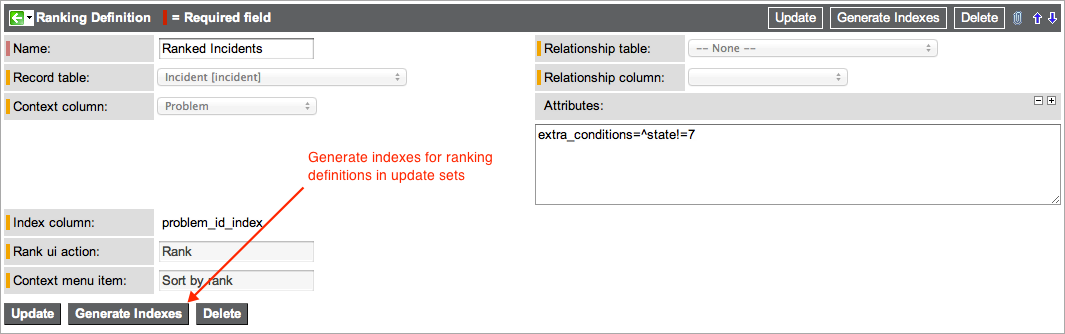 Ranking Definition = Required field Update Generate Indexes Delete
Name: Ranked Incidents Relationship table: -- None --
Record table: Incident [incident] Relationship column:
Context column: Problem Attributes:
extra_conditions=^state!=7
Generate indexes for ranking
definitions in update sets
Index column: problem_id_index
Rank ui action: Rank
Context menu item: Sort by rank
Update Generate Indexes Delete